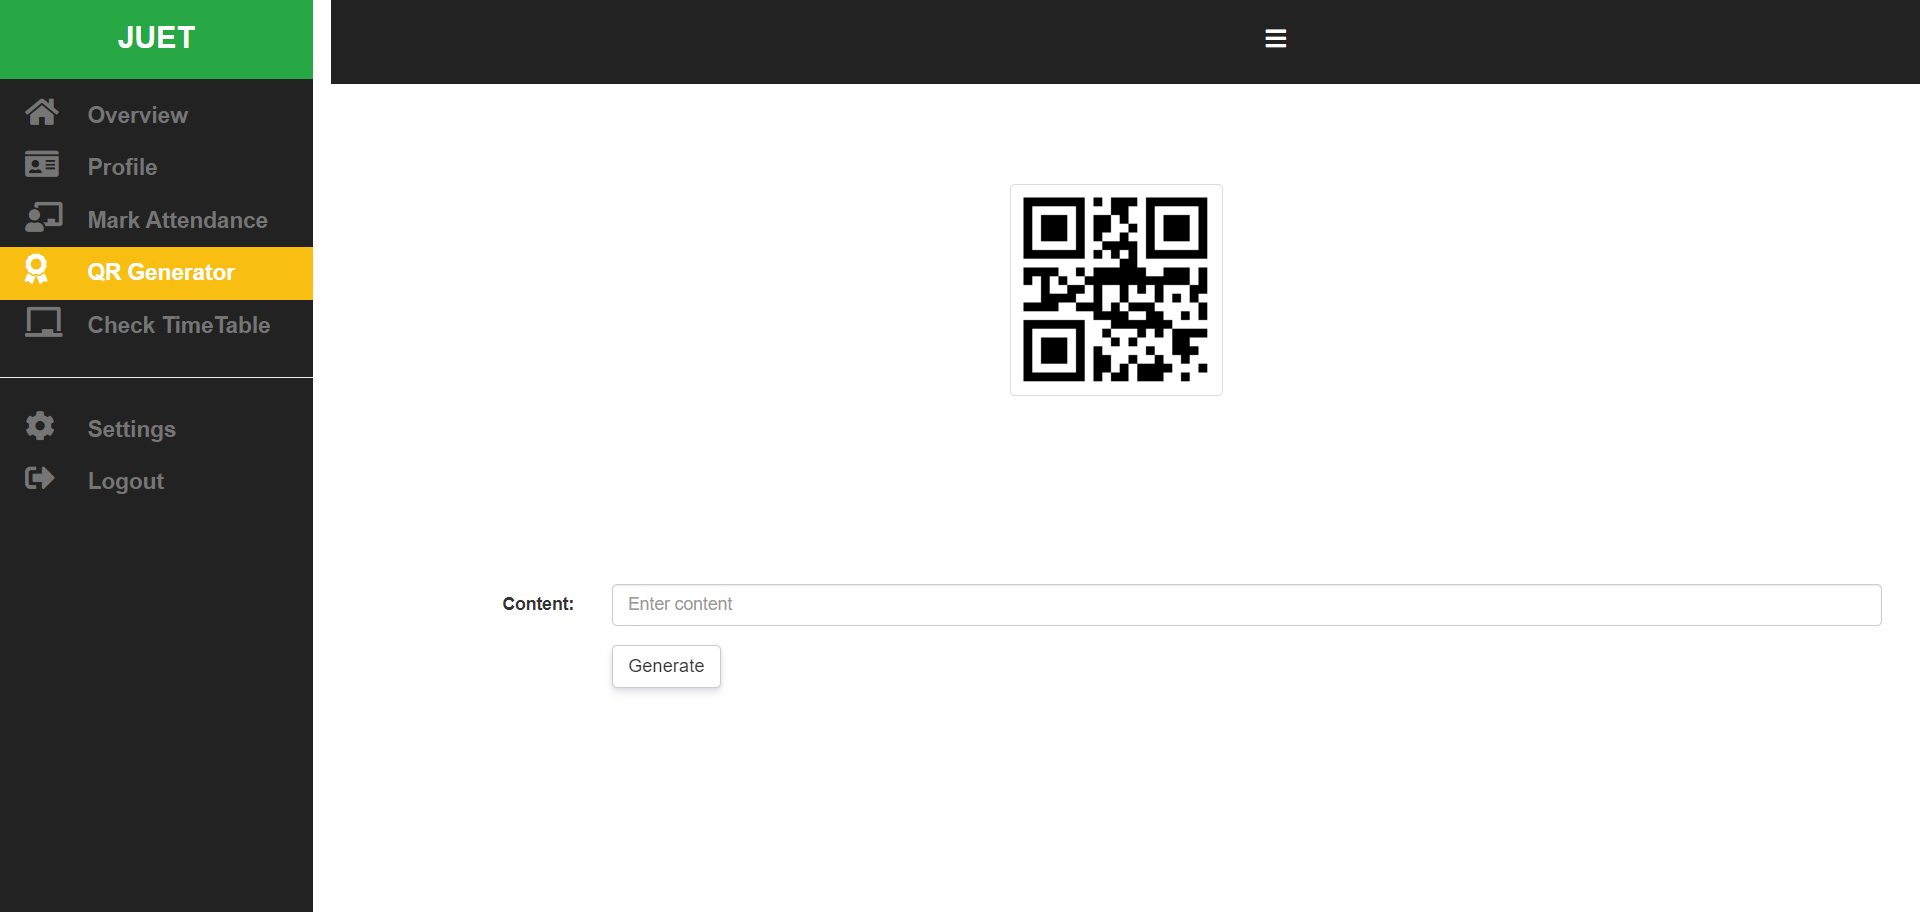 JUET
Overview
Profile
Mark Attendance
QR Generator
Check TimeTable
Settings
Logout
Content:
Enter content
Generate